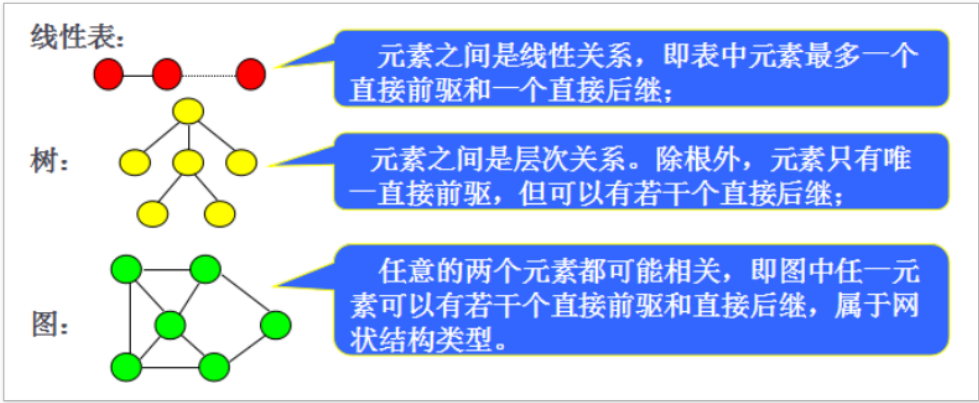 线性表:
元素之间是线性关系，即表中元素最多一个
直接前驱和一个直接后继；
树:
元素之间是层次关系。除根外，元素只有唯
一直接前驱，但可以有若干个直接后继；
图:
任意的两个元素都可能相关，即图中任一元
素可以有若干个直接前驱和直接后继，属于网
状结构类型。